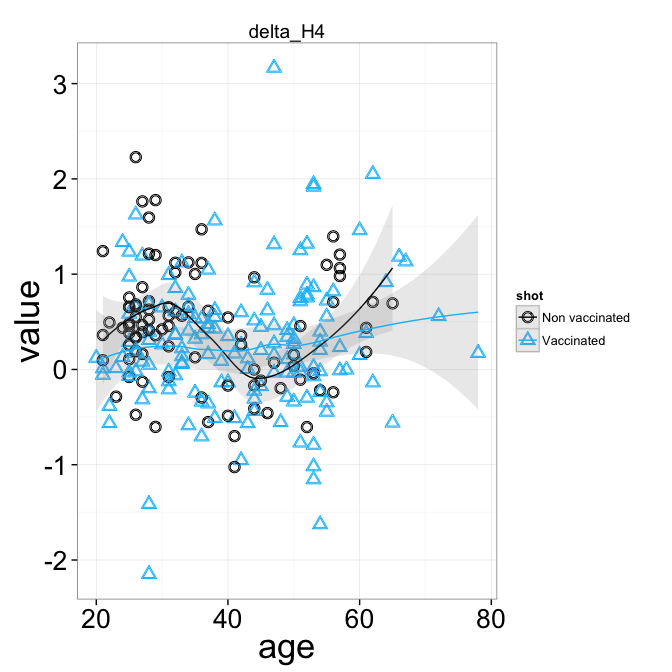 delta_H4
3
2
1
0
-1
-2
value
20 40 60 80
age
shot
Non vaccinated
Vaccinated